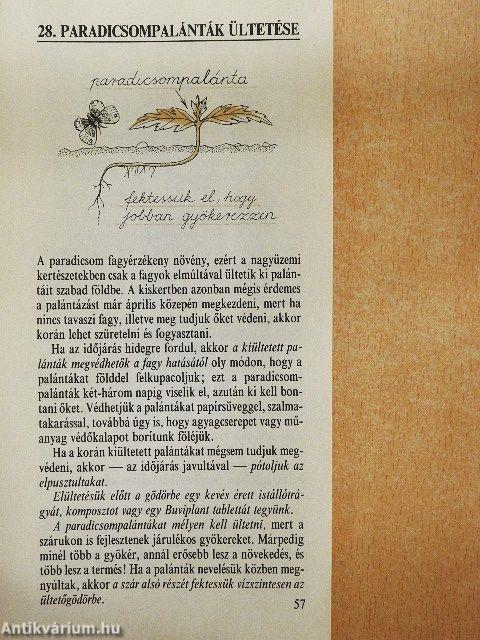 28. PARADICSOMPALÁNTÁK ÜLTETÉSE
paradicsompalánta
fektessük el, hogy
jobban gyökerezzen
A paradicsom fagyérzékeny növény, ezért a nagyüzemi
kertészetekben csak a fagyok elmúltával ültetik ki palán-
táit szabad földbe. A kiskertben azonban mégis érdemes
a palántázást már április közepén megkezdeni, mert ha
nincs tavaszi fagy, illetve meg tudjuk őket védeni, akkor
korán lehet szüretelni és fogyasztani.
Ha az időjárás hidegre fordul, akkor a kiültetett pa-
lánták megvédhetők a fagy hatásától oly módon, hogy a
palántákat földdel felkupacoljuk; ezt a paradicsom-
palánták két-három napig viselik el, azután ki kell bon-
tani őket. Védhetjük a palántákat papírsüveggel, szalma-
takarással, továbbá úgy is, hogy agyagcserepet vagy mű-
anyag védőkalapot borítunk föléjük.
Ha a korán kiültetett palántákat mégsem tudjuk meg-
védeni, akkor — az időjárás javultával — pótoljuk az
elpusztultakat.
Elültetésük előtt a gödörbe egy kevés érett istállótrá-
gyát, komposztot vagy egy Buviplant tablettát tegyünk.
A paradicsompalántákat mélyen kell ültetni, mert a
szárukon is fejlesztenek járulékos gyökereket. Márpedig
minél több a gyökér, annál erősebb lesz a növekedés, és
több lesz a termés! Ha a palánták nevelésük közben meg-
nyúltak, akkor a szár alsó részét fektessük vízszintesen az
ültetőgödörbe.
57
Antikvárium.hu